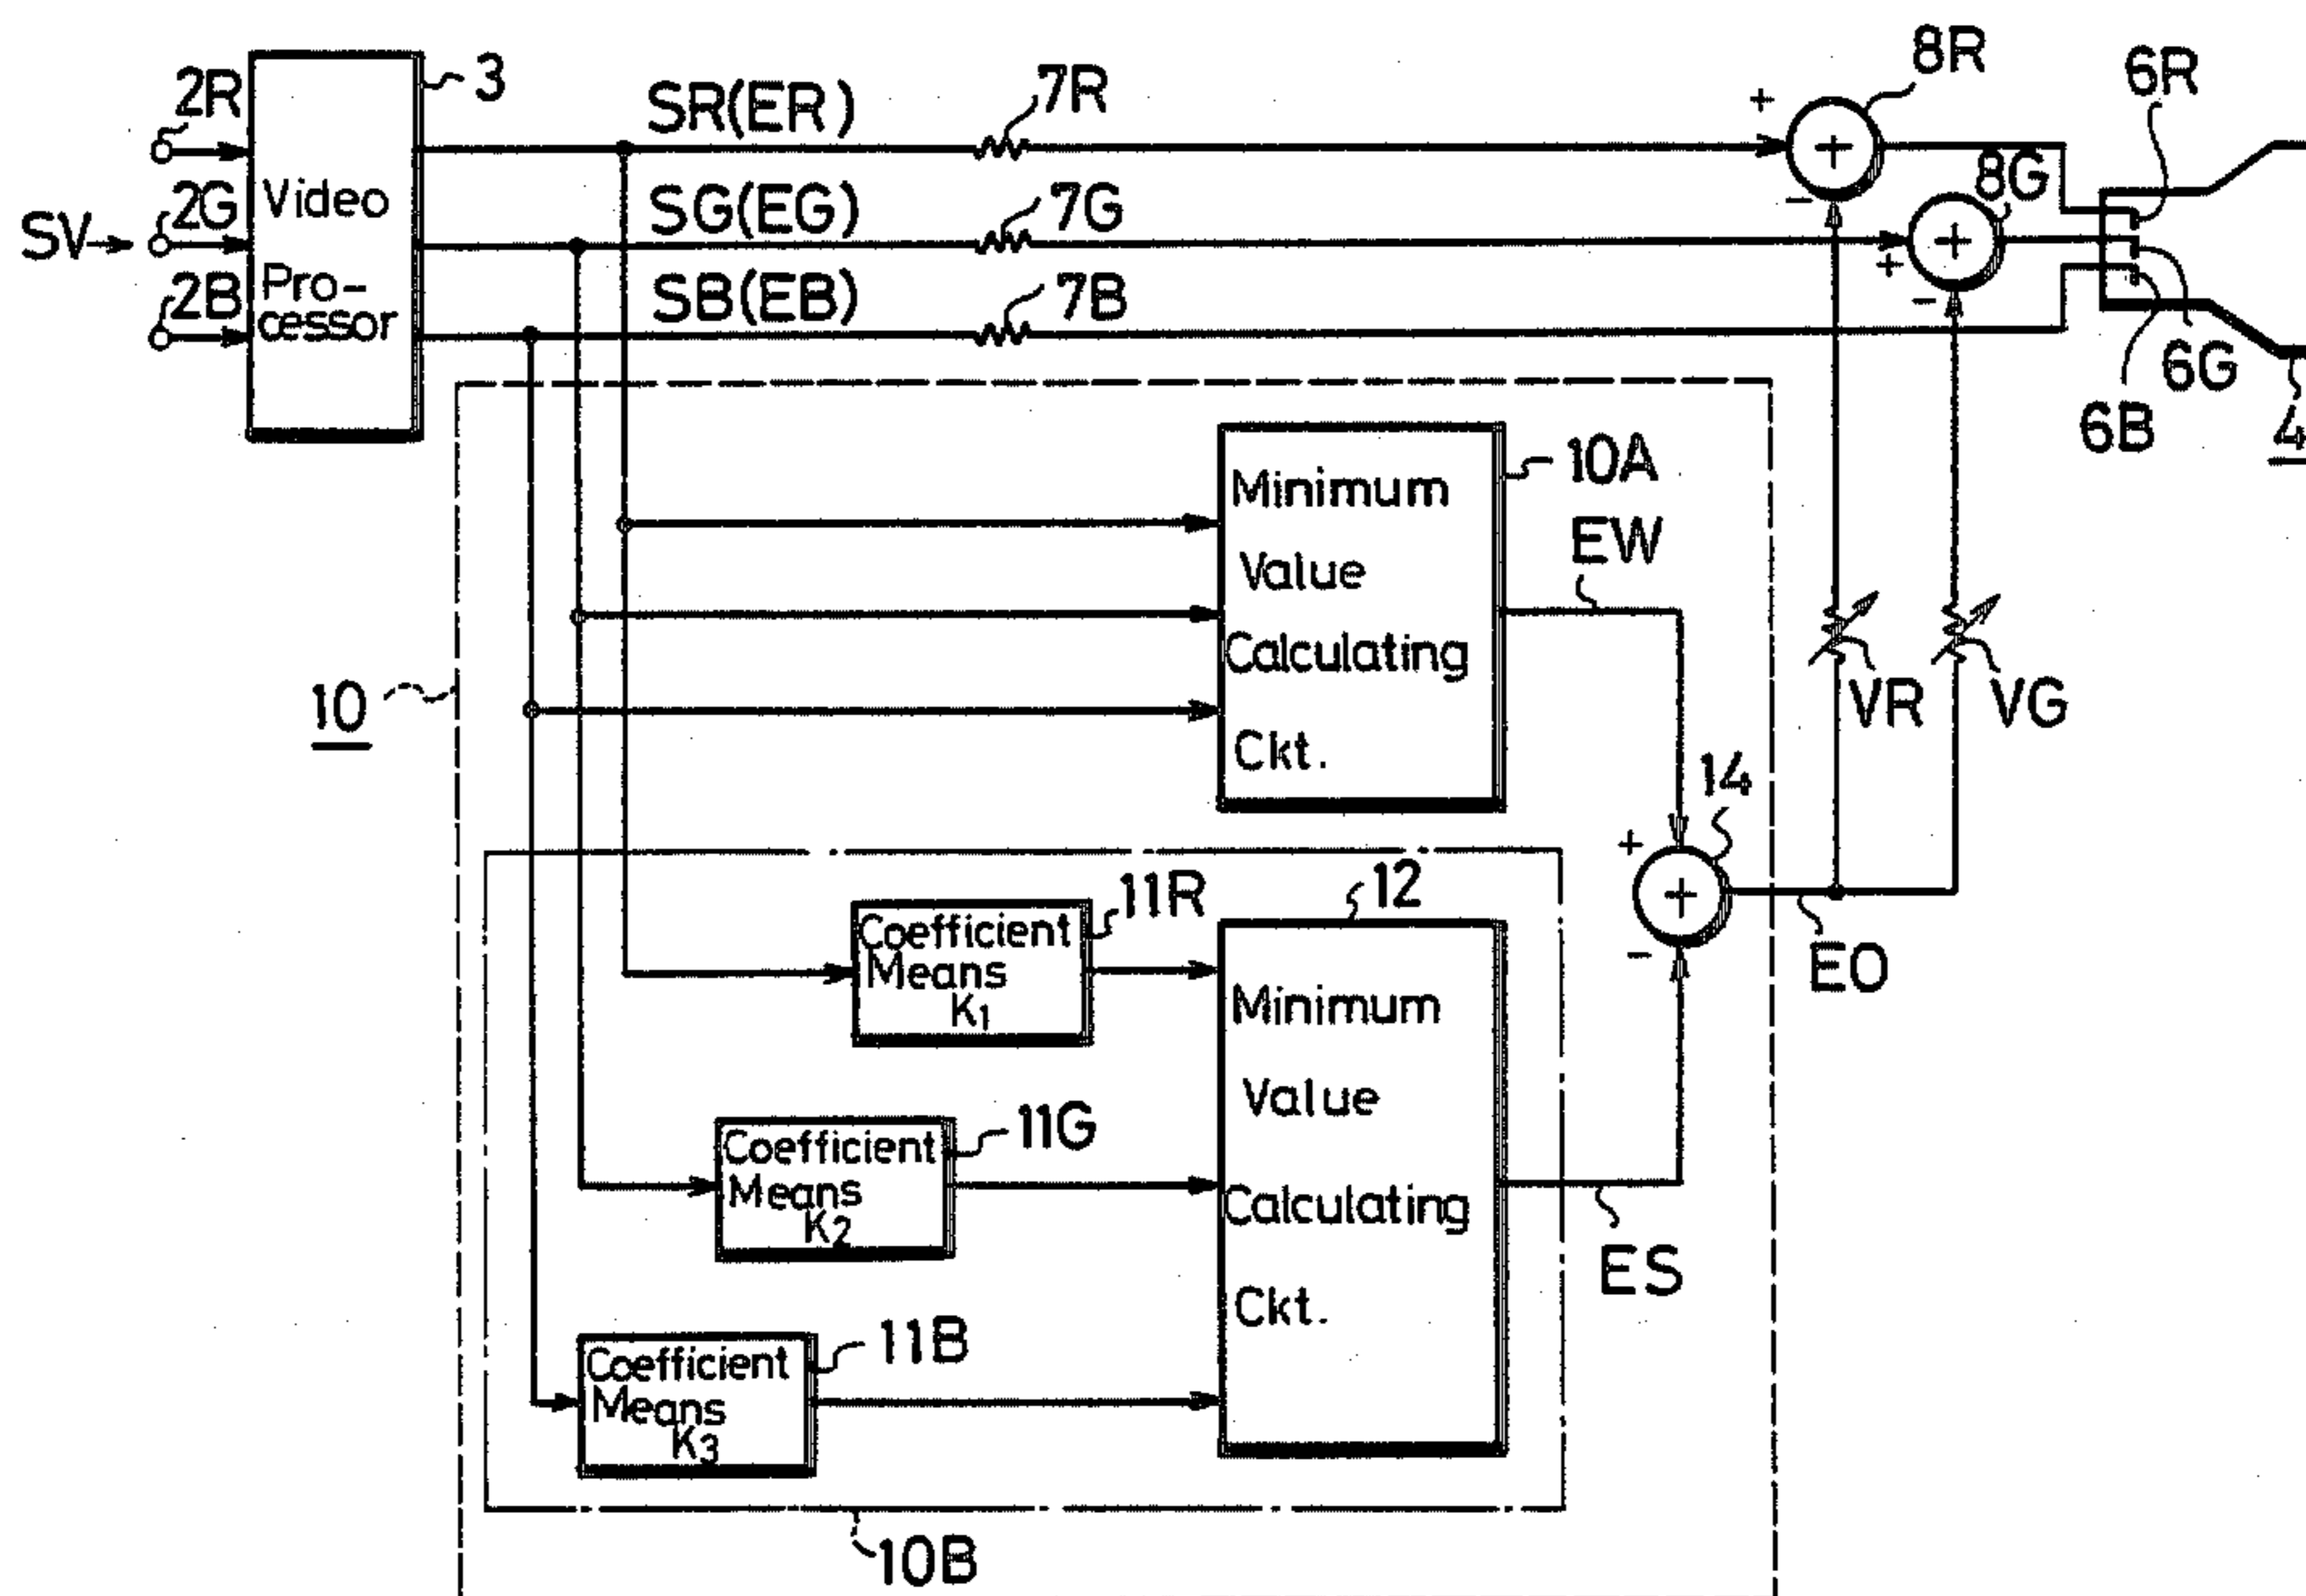 8R
6R
3
2R
SR(ER)
7R
+
+
-
8G
Video
2G
SG(EG)
7G
SV
+
+
-
Pro-
cessor
2B
SB(EB)
7B
6G
6B
4
10A
Minimum
Value
Calculating
Ckt.
EW
10
VR
VG
14
+
+
-
EO
12
11R
Coefficient
Means
K1
Minimum
Value
Calculating
Ckt.
11G
Coefficient
Means
K2
ES
11B
Coefficient
Means
K3
10B